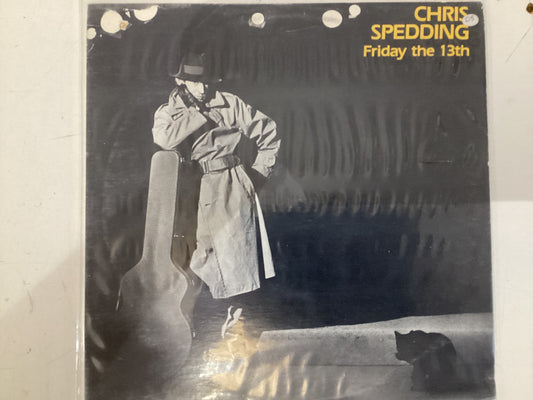 CHRIS
SPEDDING
Friday the 13th